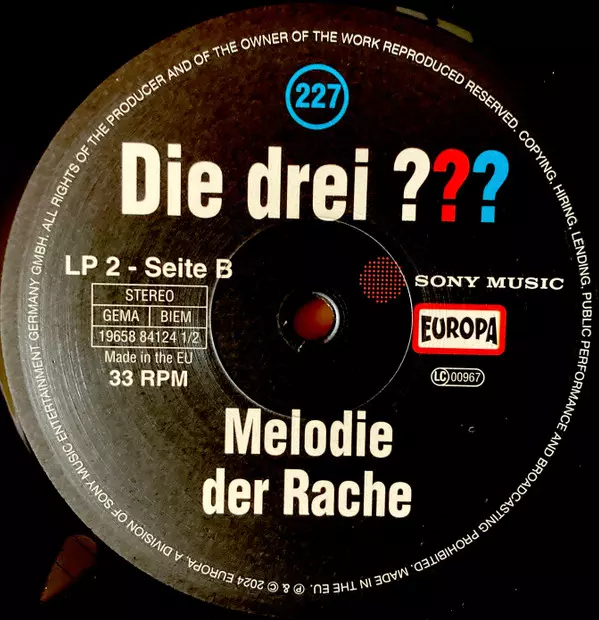 227
Die drei ???
LP 2 - Seite B
STEREO
GEMA BIEM
19658 84124 1/2
Made in the EU
33 RPM
SONY MUSIC
EUROPA
LC 00967
Melodie
der Rache
℗ & © 2024 EUROPA, A DIVISION OF SONY MUSIC ENTERTAINMENT GERMANY GMBH. ALL RIGHTS OF THE PRODUCER AND OF THE OWNER OF THE WORK REPRODUCED RESERVED. COPYING, HIRING, LENDING, PUBLIC PERFORMANCE AND BROADCASTING PROHIBITED. MADE IN THE EU.